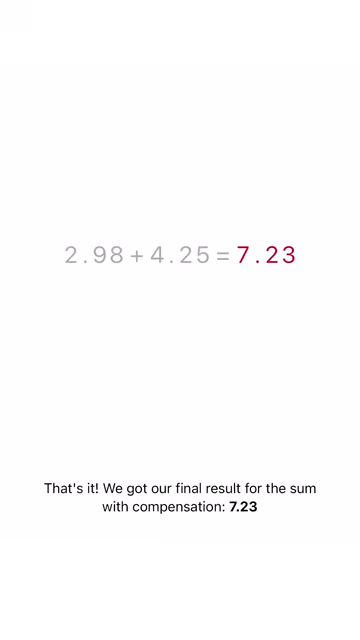 2.98+4.25=7.23
That's it! We got our final result for the sum
with compensation: 7.23